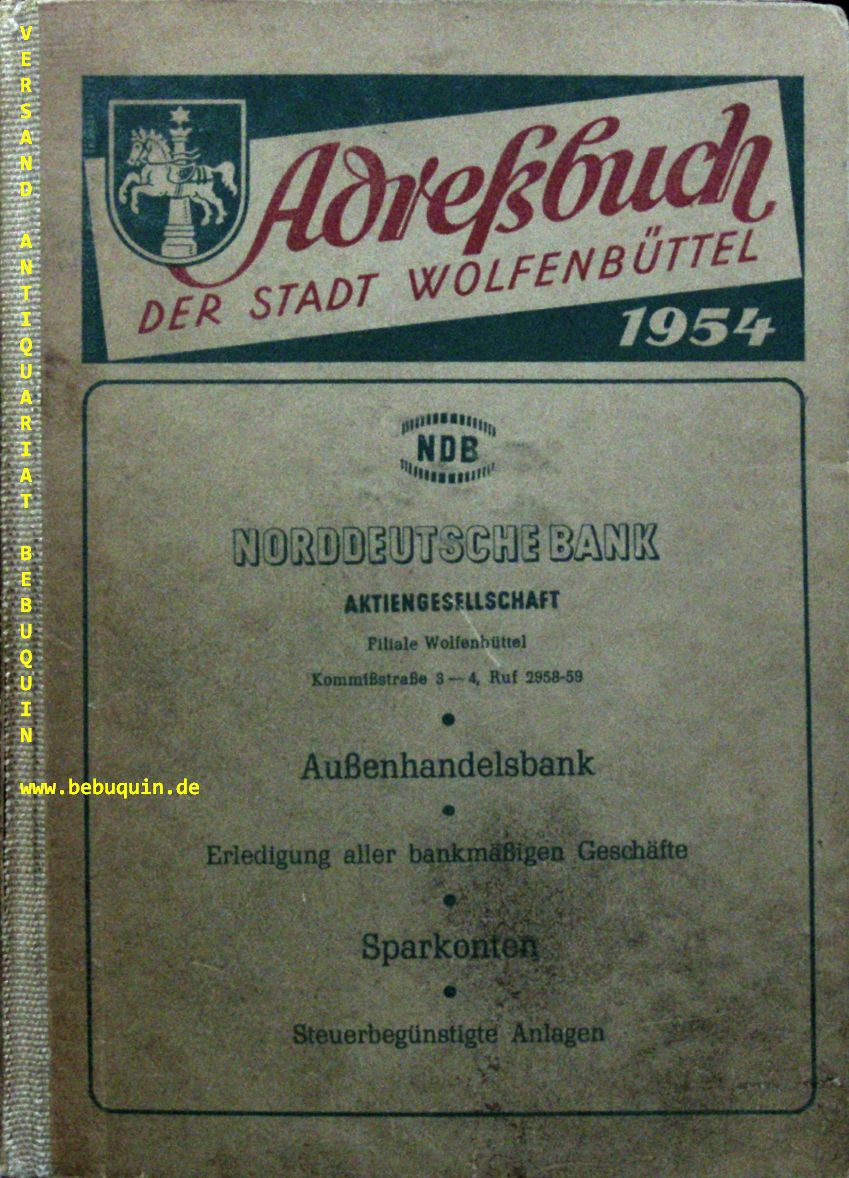 Adreßbuch
DER STADT WOLFENBÜTTEL
1954
NDB
NORDDEUTSCHE BANK
AKTIENGESELLSCHAFT
Filiale Wolfenbüttel
Kommißstraße 3 — 4, Ruf 2958-59
Außenhandelsbank
Erledigung aller bankmäßigen Geschäfte
Sparkonten
Steuerbegünstigte Anlagen
VERSAND ANTIQUARIAT BEBUQUIN
www.bebuquin.de